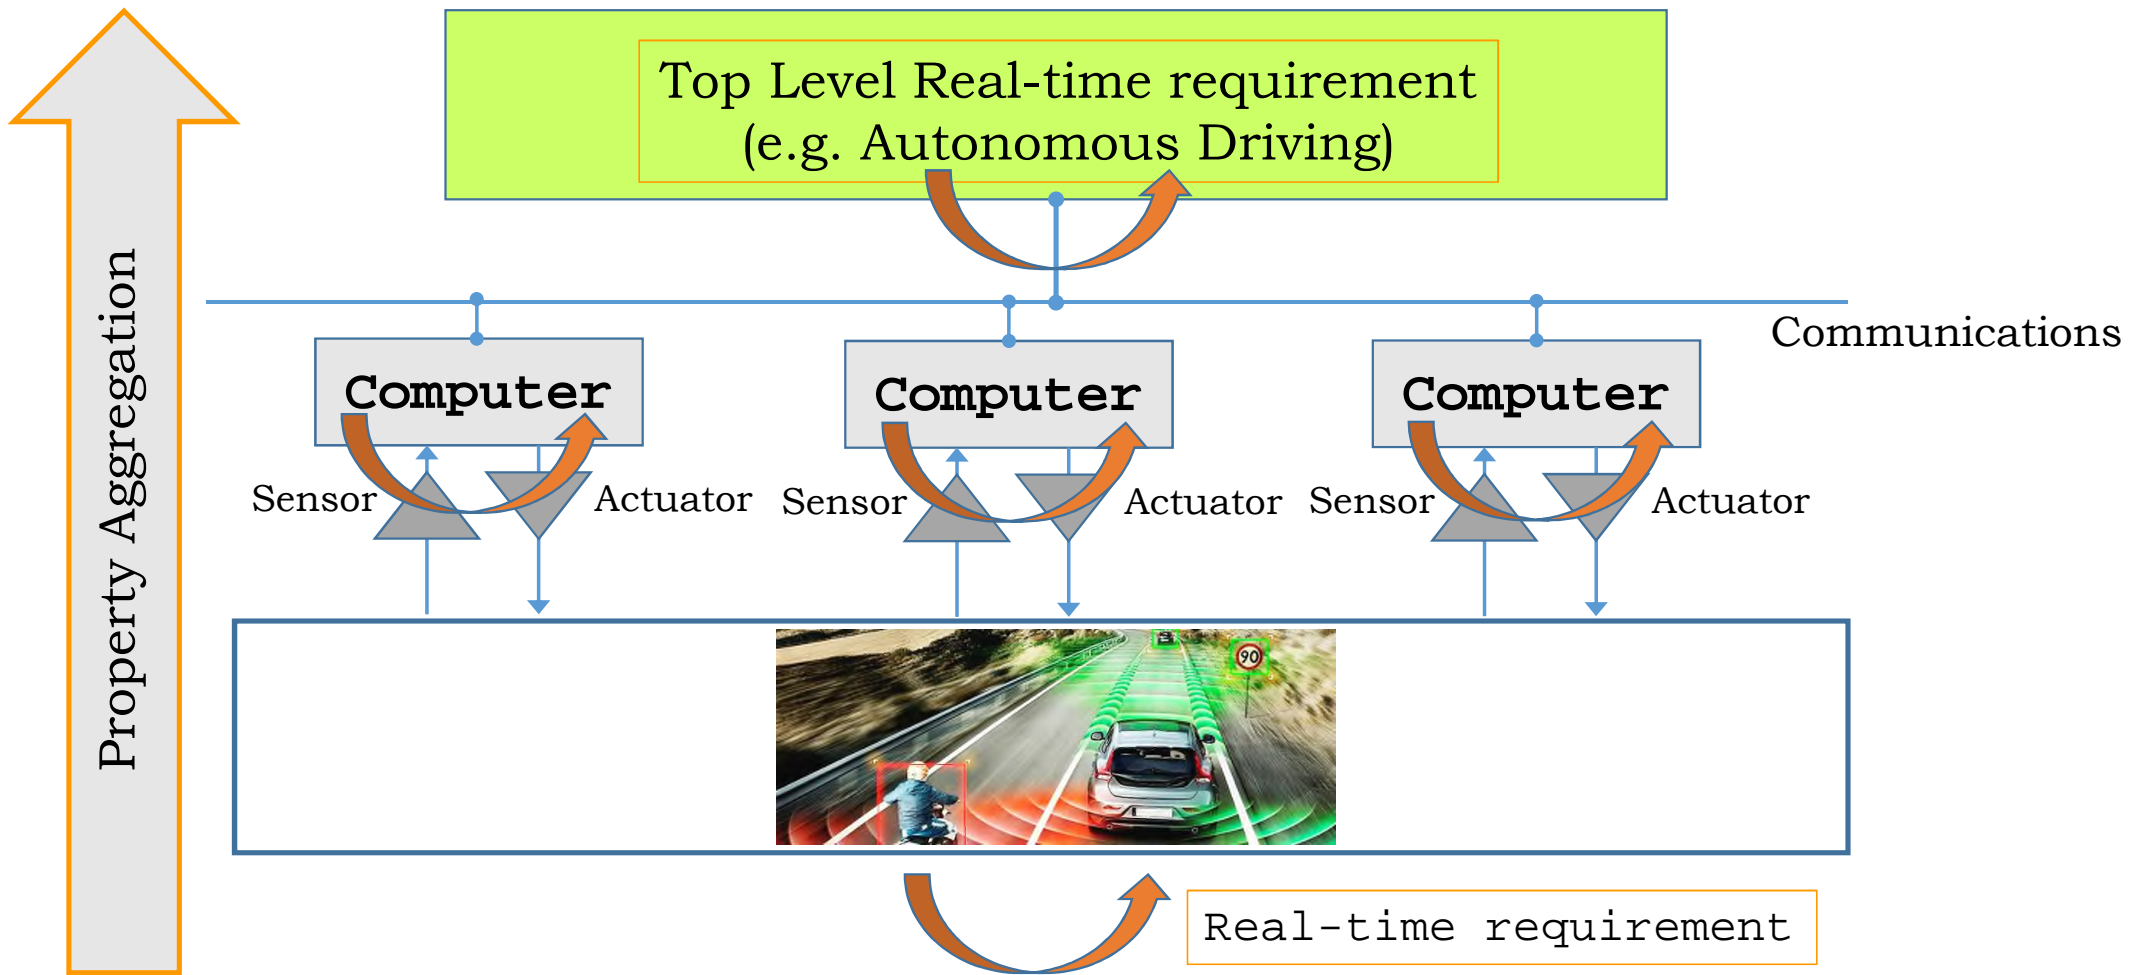 Top Level Real-time requirement
(e.g. Autonomous Driving)
Property Aggregation
Communications
Computer
Computer
Computer
Sensor
Actuator
Sensor
Actuator
Sensor
Actuator
90
Real-time requirement